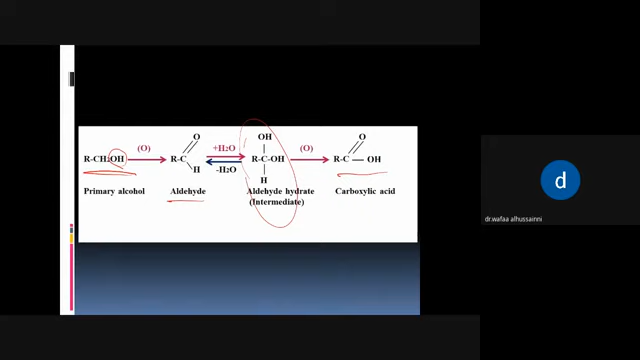 O OH O
(O) +H2O (O)
R-CH2OH R-C R-C-OH R-C OH
-H2O
H H
Primary alcohol Aldehyde Aldehyde hydrate Carboxylic acid
(Intermediate)
d
dr.wafaa alhussainni